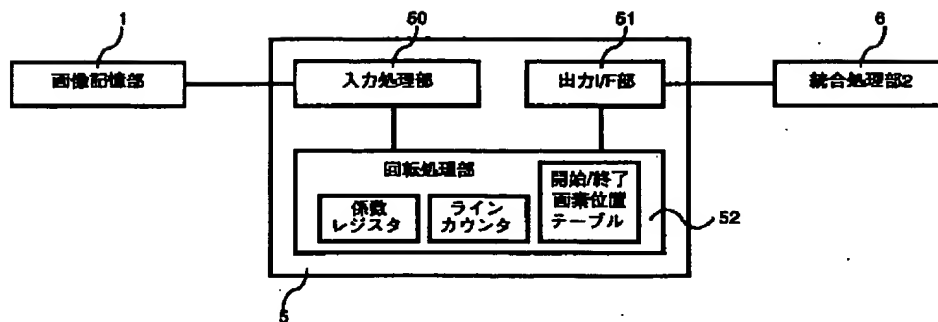 1
50
51
6
画像記憶部
入力処理部
出力I/F部
統合処理部2
回転処理部
係数
レジスタ
ライン
カウンタ
開始/終了
画素位置
テーブル
52
5